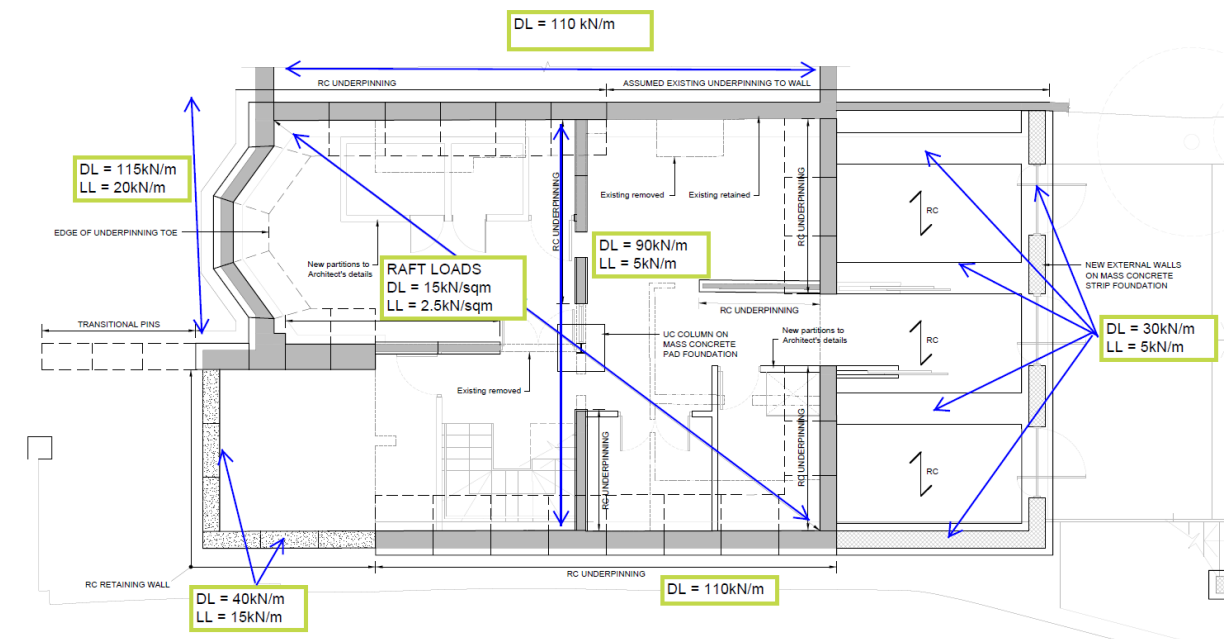 DL = 110 kN/m
RC UNDERPINNING
ASSUMED EXISTING UNDERPINNING TO WALL
DL = 115kN/m
LL = 20kN/m
EDGE OF UNDERPINNING TOE
New partitions to
Architect's details
RAFT LOADS
DL = 15kN/sqm
LL = 2.5kN/sqm
RC UNDERPINNING
DL = 90kN/m
LL = 5kN/m
Existing removed
Existing retained
RC UNDERPINNING
RC
NEW EXTERNAL WALLS
ON MASS CONCRETE
STRIP FOUNDATION
TRANSITIONAL PINS
RC UNDERPINNING
UC COLUMN ON
MASS CONCRETE
PAD FOUNDATION
New partitions to
Architect's details
RC
DL = 30kN/m
LL = 5kN/m
Existing removed
RC UNDERPINNING
RC UNDERPINNING
RC
RC RETAINING WALL
RC UNDERPINNING
DL = 40kN/m
LL = 15kN/m
DL = 110kN/m